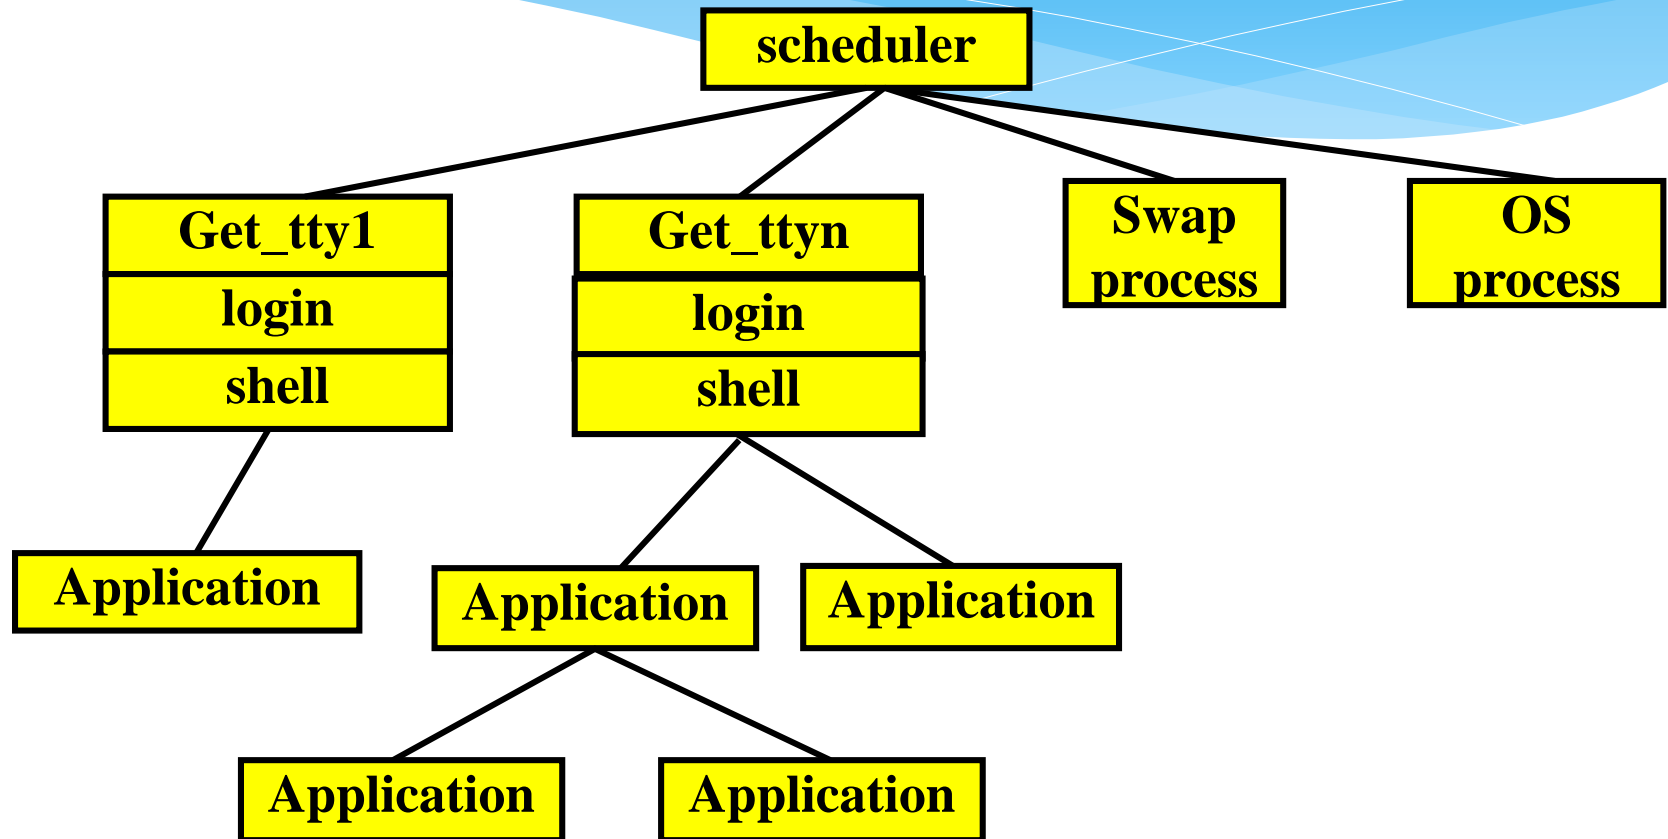 scheduler
Get_tty1
login
shell
Get_ttyn
login
shell
Swap
process
OS
process
Application
Application
Application
Application
Application